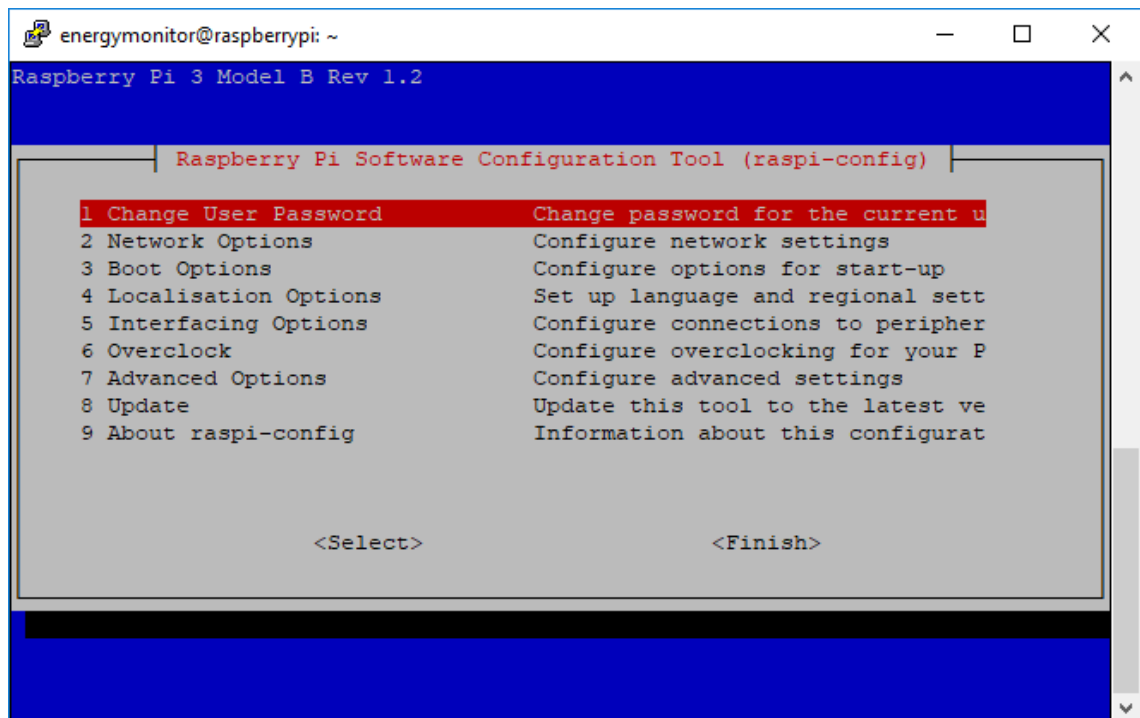 energymonitor@raspberrypi: ~
Raspberry Pi 3 Model B Rev 1.2
Raspberry Pi Software Configuration Tool (raspi-config)
1 Change User Password Change password for the current u
2 Network Options Configure network settings
3 Boot Options Configure options for start-up
4 Localisation Options Set up language and regional sett
5 Interfacing Options Configure connections to peripher
6 Overclock Configure overclocking for your P
7 Advanced Options Configure advanced settings
8 Update Update this tool to the latest ve
9 About raspi-config Information about this configurat
<Select> <Finish>